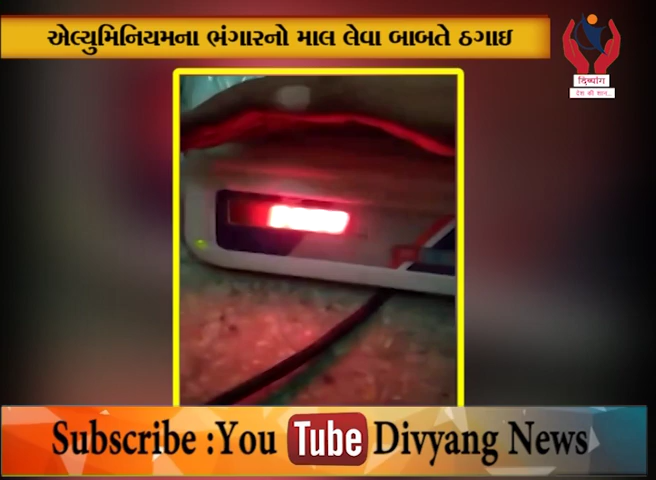 એલ્યુમિનિયમના ભંગારનો માલ લેવા બાબતે ઠગાઇ
दिव्यांग
देश की शान..
Subscribe :You Tube Divyang News